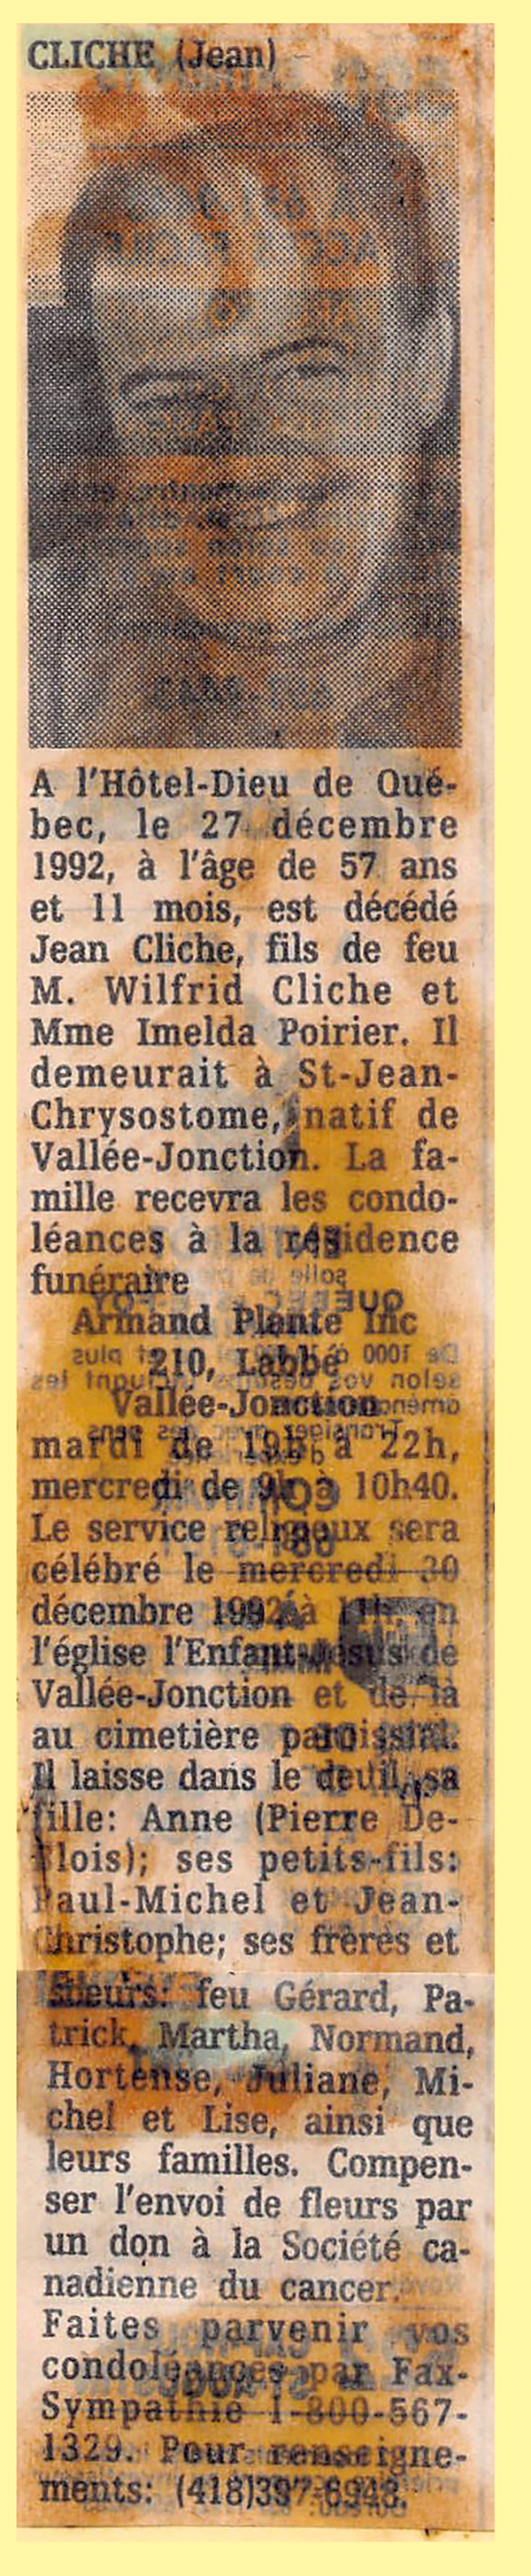 CLICHE (Jean)
A l'Hôtel-Dieu de Qué-
bec, le 27 décembre
1992, à l'âge de 57 ans
et 11 mois, est décédé
Jean Cliche, fils de feu
M. Wilfrid Cliche et
Mme Imelda Poirier. Il
demeurait à St-Jean-
Chrysostome, natif de
Vallée-Jonction. La fa-
mille recevra les condo-
léances à la résidence
funéraire
Armand Plante Inc
210, Labbé
Vallée-Jonction
mardi de 19h à 22h,
mercredi de 9h à 10h40.
Le service religieux sera
célébré le mercredi 30
décembre 1992 à 11h en
l'église l'Enfant-Jésus de
Vallée-Jonction et de là
au cimetière paroissial.
Il laisse dans le deuil, sa
fille: Anne (Pierre De-
Blois); ses petits-fils:
Paul-Michel et Jean-
Christophe; ses frères et
soeurs: feu Gérard, Pa-
trick, Martha, Normand,
Hortense, Juliane, Mi-
chel et Lise, ainsi que
leurs familles. Compen-
ser l'envoi de fleurs par
un don à la Société ca-
nadienne du cancer.
Faites parvenir vos
condoléances par Fax-
Sympathie 1-800-567-
1329. Pour renseigne-
ments: (418)397-6948.